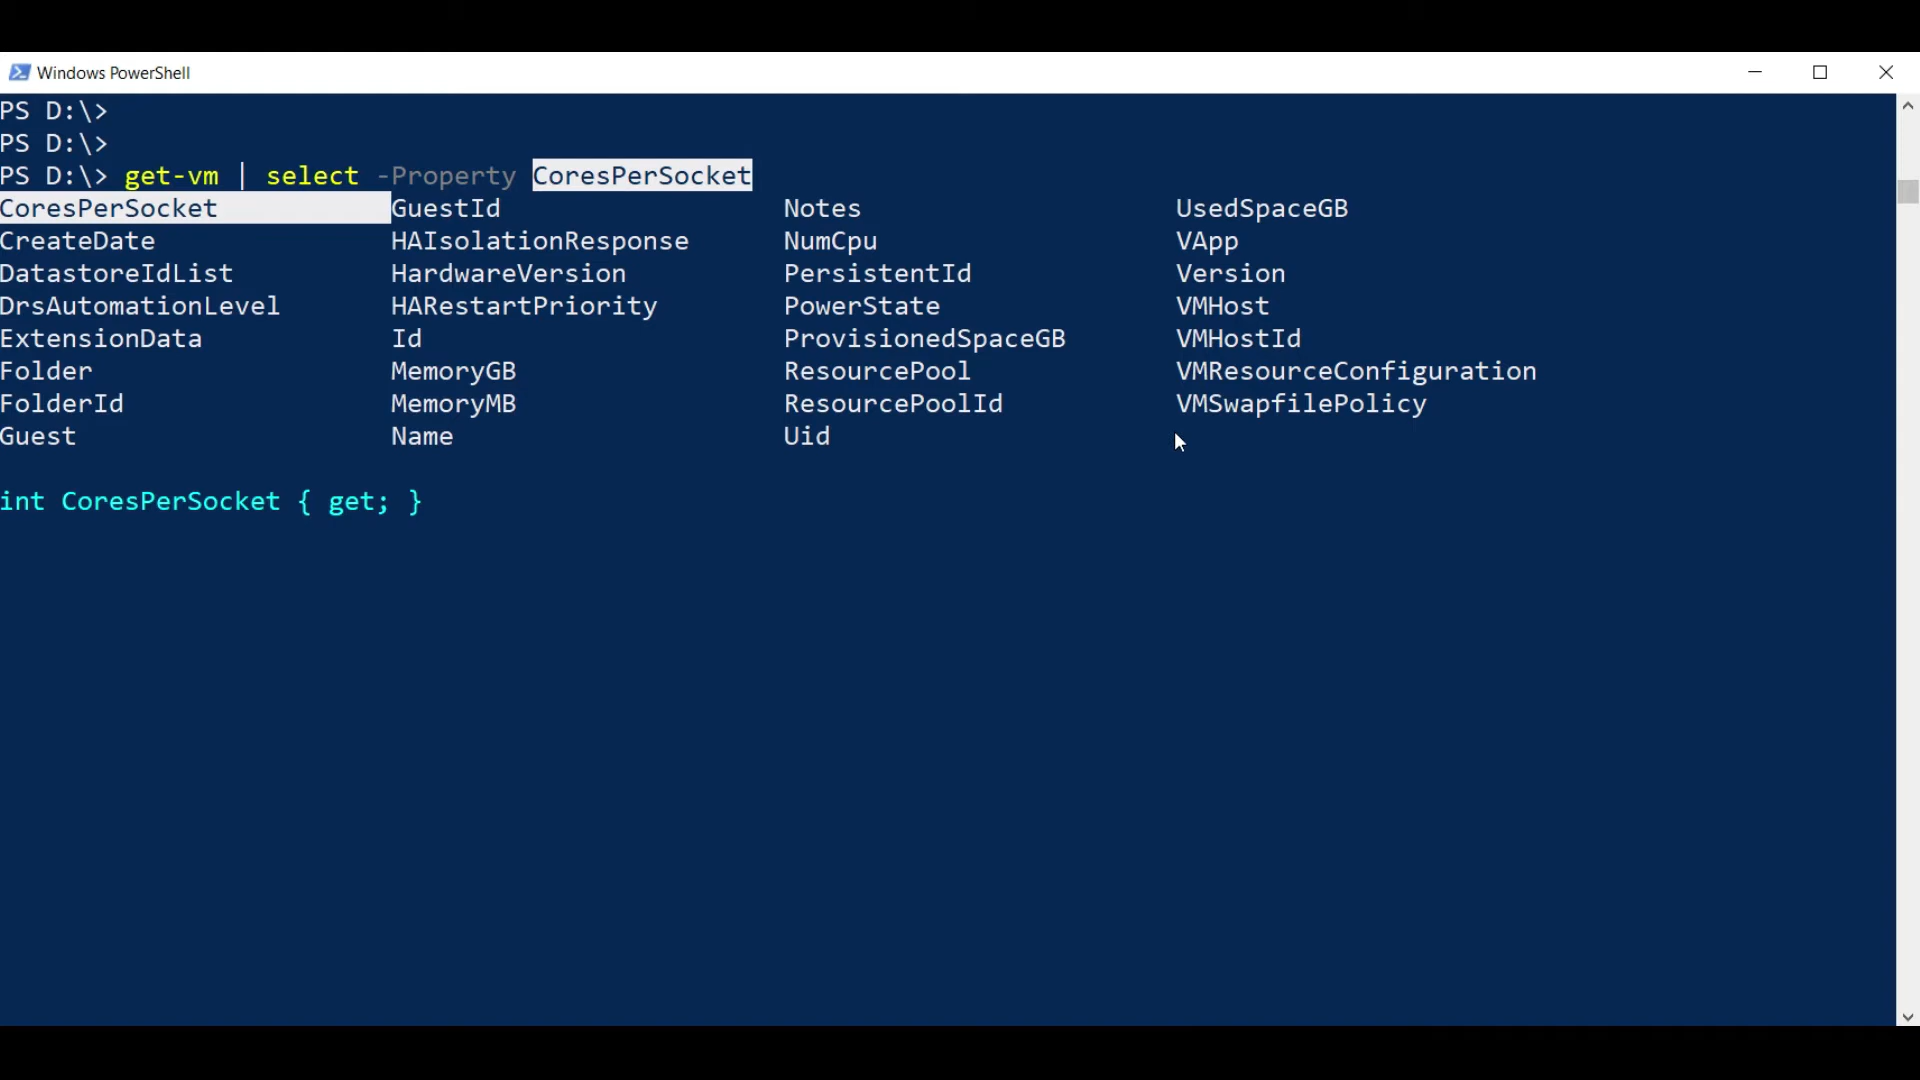 Windows PowerShell
PS D:\>
PS D:\>
PS D:\> get-vm | select -Property CoresPerSocket
CoresPerSocket GuestId Notes UsedSpaceGB
CreateDate HAIsolationResponse NumCpu VApp
DatastoreIdList HardwareVersion PersistentId Version
DrsAutomationLevel HARestartPriority PowerState VMHost
ExtensionData Id ProvisionedSpaceGB VMHostId
Folder MemoryGB ResourcePool VMResourceConfiguration
FolderId MemoryMB ResourcePoolId VMSwapfilePolicy
Guest Name Uid
int CoresPerSocket { get; }